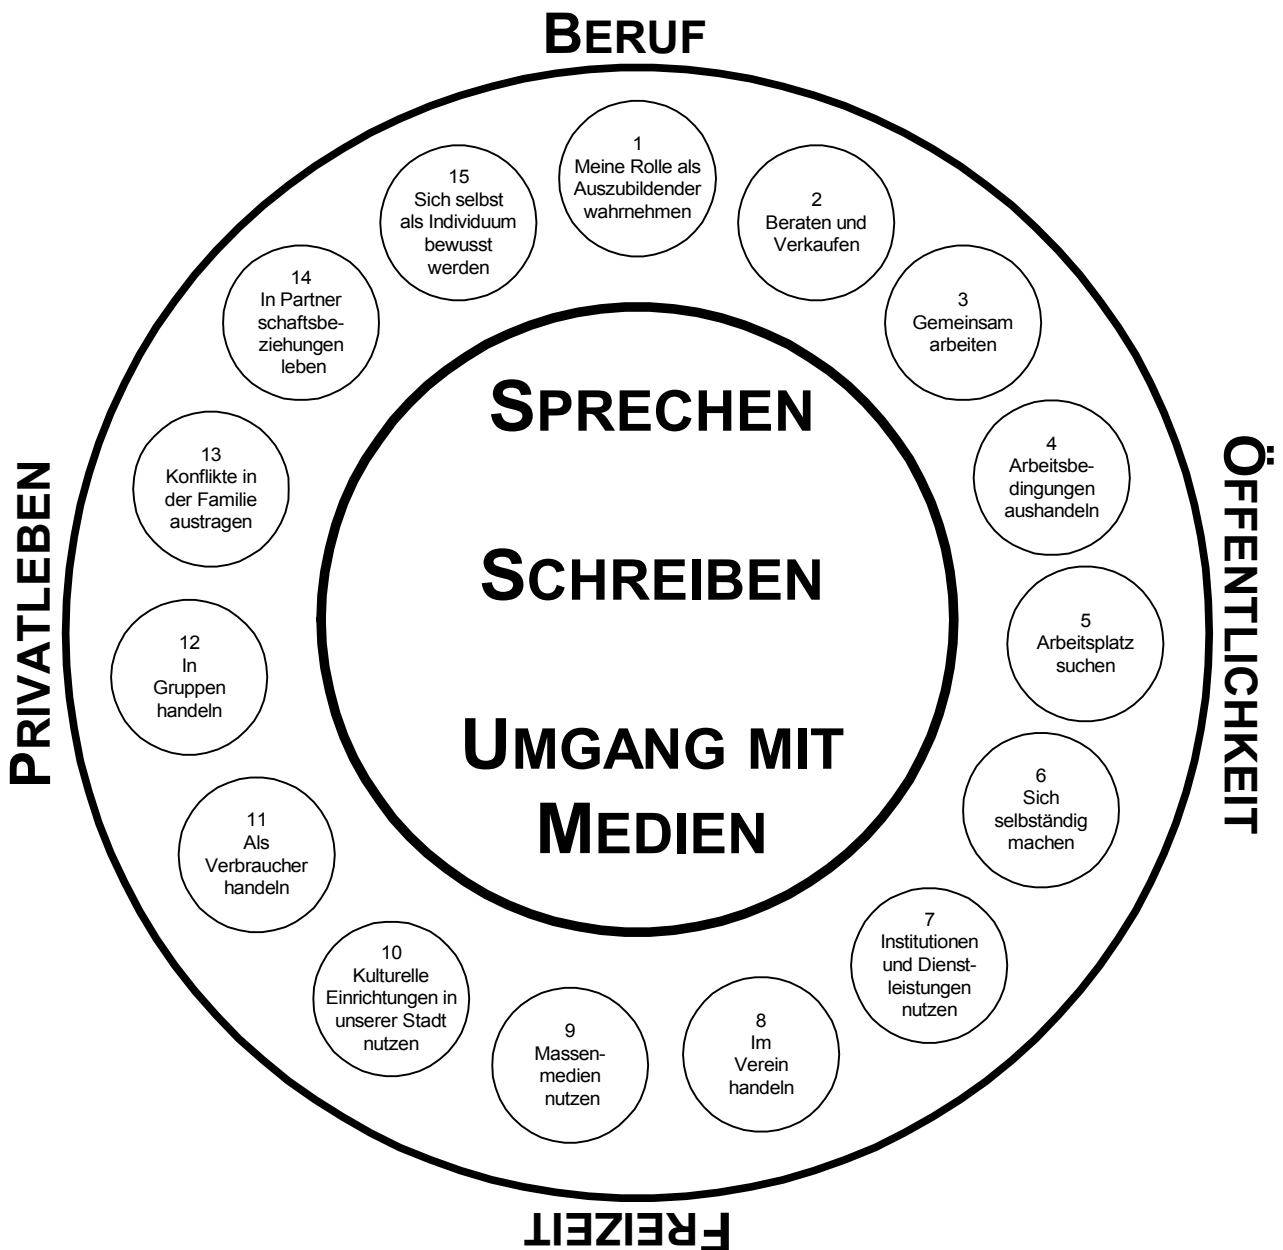 BERUF
1
Meine Rolle als
Auszubildender
wahrnehmen
2
Beraten und
Verkaufen
3
Gemeinsam
arbeiten
4
Arbeitsbe-
dingungen
aushandeln
5
Arbeitsplatz
suchen
6
Sich
selbständig
machen
7
Institutionen
und Dienst-
leistungen
nutzen
8
Im
Verein
handeln
9
Massen-
medien
nutzen
10
Kulturelle
Einrichtungen in
unserer Stadt
nutzen
11
Als
Verbraucher
handeln
12
In
Gruppen
handeln
13
Konflikte in
der Familie
austragen
14
In Partner
schaftsbe-
ziehungen
leben
15
Sich selbst
als Individuum
bewusst
werden
SPRECHEN
SCHREIBEN
UMGANG MIT
MEDIEN
ÖFFENTLICHKEIT
FREIZEIT
PRIVATLEBEN